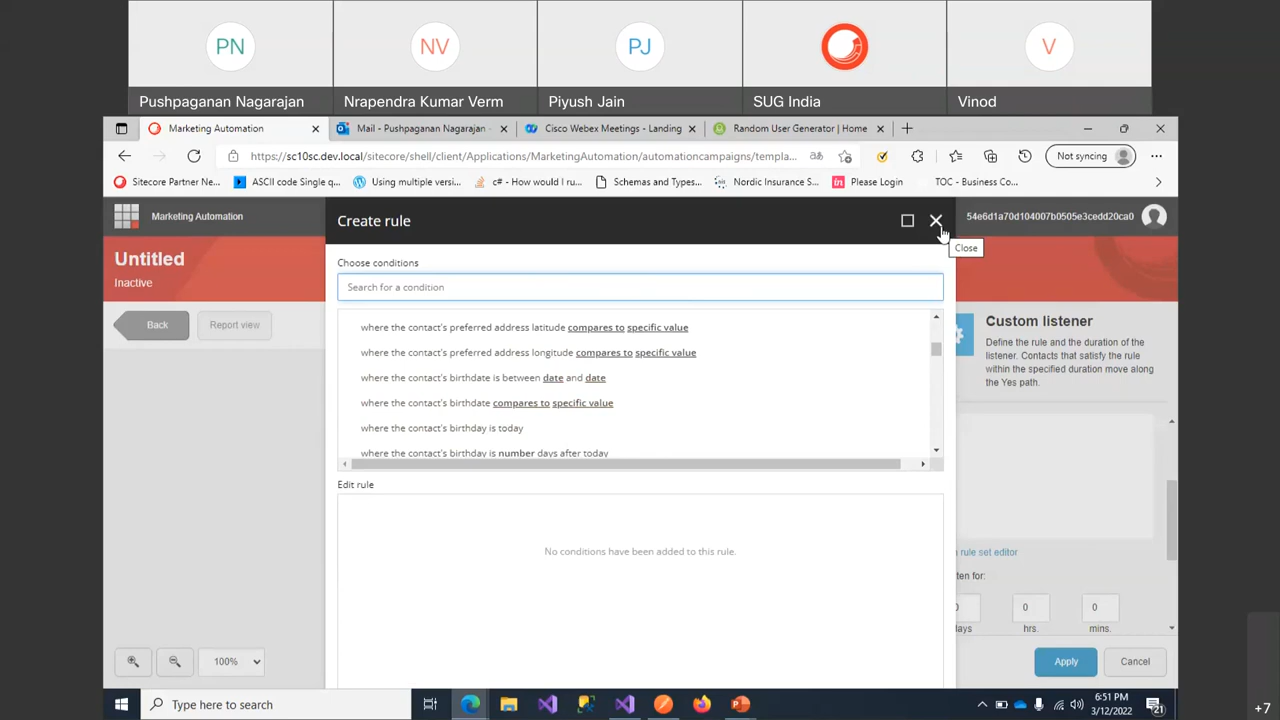 PN
NV
PJ
V
Pushpaganan Nagarajan
Nrapendra Kumar Verm
Piyush Jain
SUG India
Vinod
Marketing Automation
Mail - Pushpaganan Nagarajan -
Cisco Webex Meetings - Landing
Random User Generator | Home
https://sc10sc.dev.local/sitecore/shell/client/Applications/MarketingAutomation/automationcampaigns/templa...
Not syncing
Sitecore Partner Ne...
ASCII code Single q...
Using multiple versi...
c# - How would I ru...
Schemas and Types...
Nordic Insurance S...
Please Login
TOC - Business Co...
Marketing Automation
Create rule
54e6d1a70d104007b0505e3cedd20ca0
Close
Untitled
Inactive
Back
Report view
Choose conditions
Search for a condition
where the contact's preferred address latitude compares to specific value
where the contact's preferred address longitude compares to specific value
where the contact's birthdate is between date and date
where the contact's birthdate compares to specific value
where the contact's birthday is today
where the contact's birthday is number days after today
Edit rule
No conditions have been added to this rule.
Custom listener
Define the rule and the duration of the
listener. Contacts that satisfy the rule
within the specified duration move along
the Yes path.
rule set editor
ten for:
0
0
0
days
hrs.
mins.
100%
Apply
Cancel
Type here to search
6:51 PM
3/12/2022
21
+7